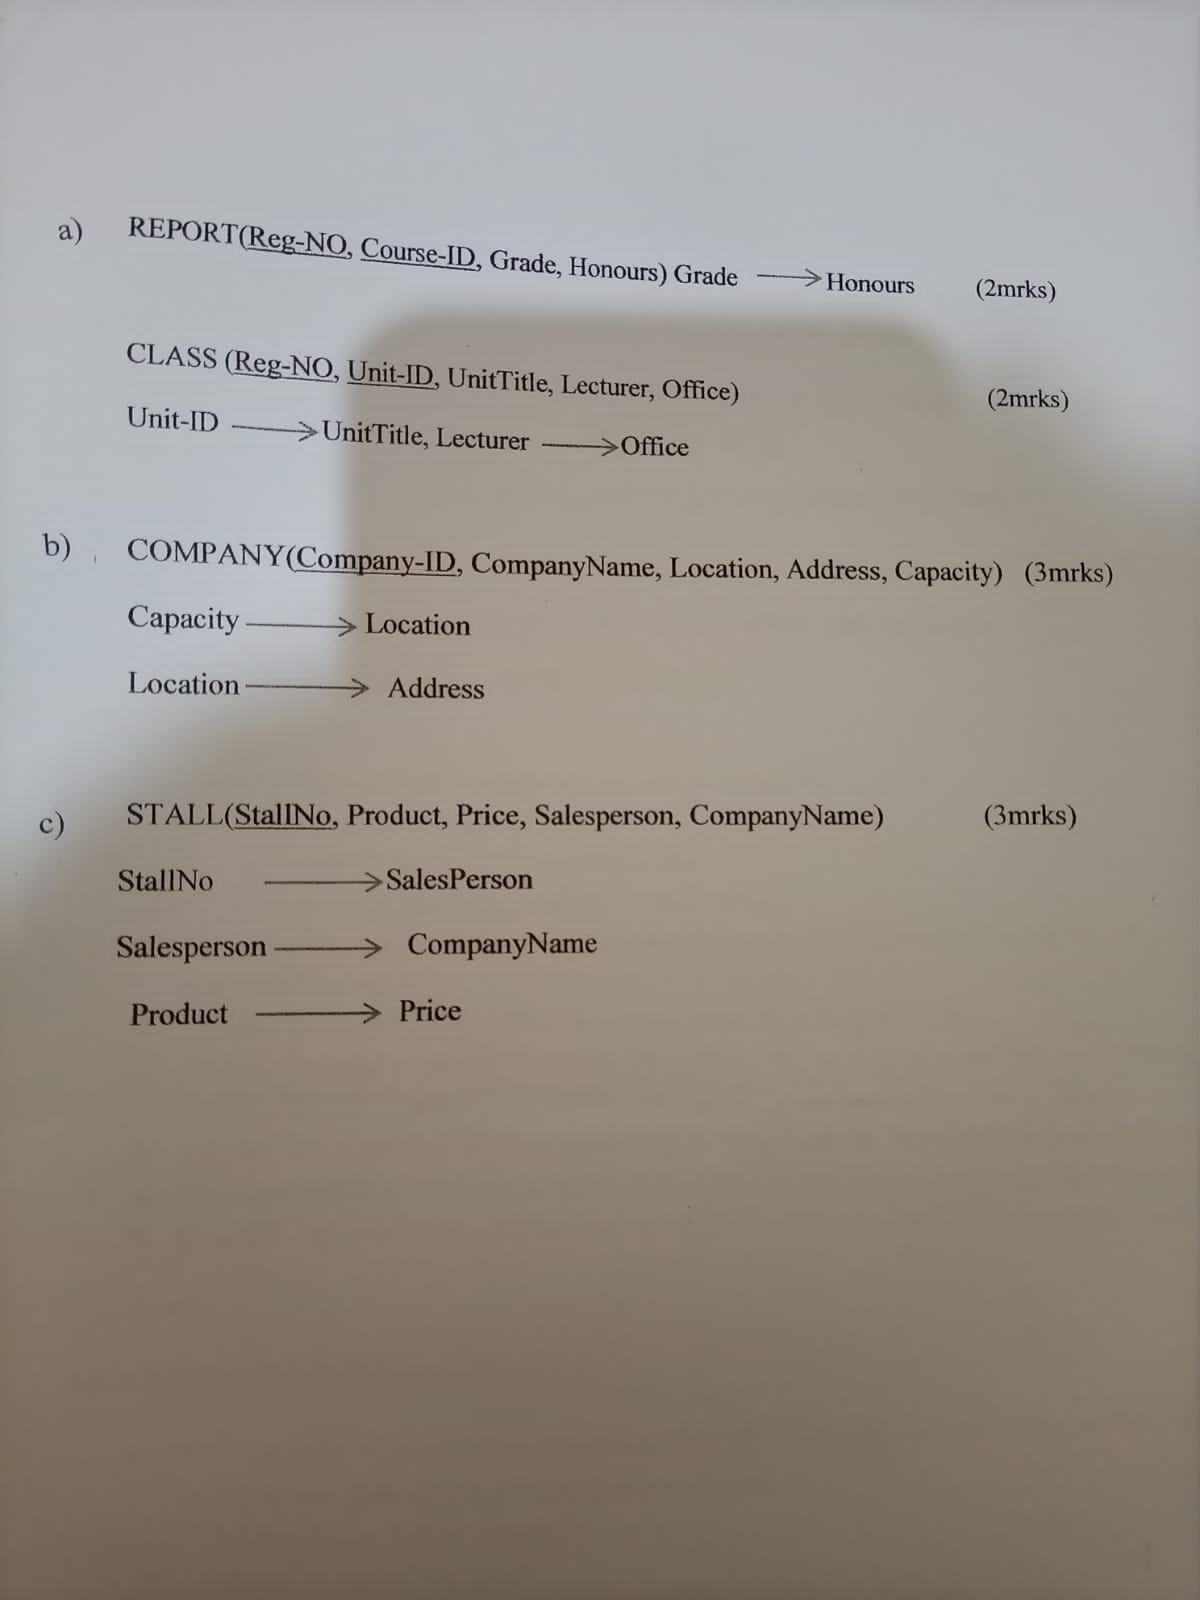 a) REPORT(Reg-NO, Course-ID, Grade, Honours) Grade → Honours (2mrks)
CLASS (Reg-NO, Unit-ID, UnitTitle, Lecturer, Office) (2mrks)
Unit-ID → UnitTitle, Lecturer → Office
b) COMPANY(Company-ID, CompanyName, Location, Address, Capacity) (3mrks)
Capacity → Location
Location → Address
c) STALL(StallNo, Product, Price, Salesperson, CompanyName) (3mrks)
StallNo → SalesPerson
Salesperson → CompanyName
Product → Price